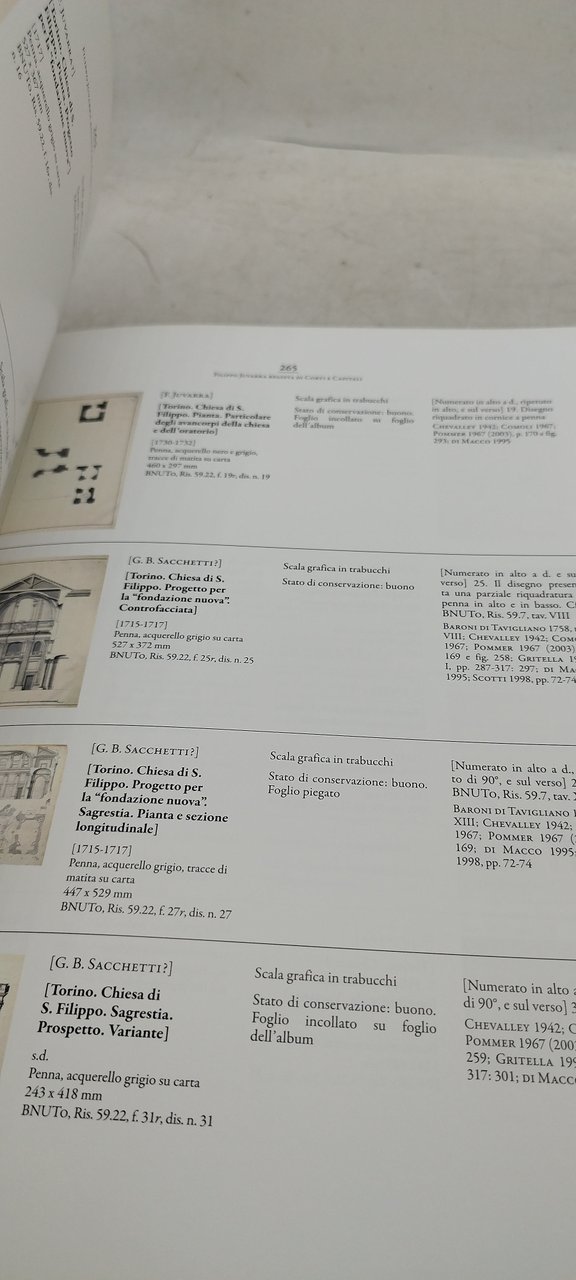 265
Filippo Juvarra regista di Corti e Capitali
[F. Juvarra]
[Torino. Chiesa di S.
Filippo. Pianta. Particolare
degli avancorpi della chiesa
e dell'oratorio]
[1730-1732]
Penna, acquerello nero e grigio,
tracce di matita su carta
460 x 297 mm
BNUTo, Ris. 59.22, f. 19r, dis. n. 19
Scala grafica in trabucchi
Stato di conservazione: buono.
Foglio incollato su foglio
dell'album
[Numerato in alto a d., ripetuto
in alto, e sul verso] 19. Disegno
riquadrato in cornice a penna
Chevalley 1942; Comoli 1967;
Pommer 1967 (2003), p. 170 e fig.
293; di Macco 1995
[G. B. Sacchetti?]
[Torino. Chiesa di S.
Filippo. Progetto per
la "fondazione nuova".
Controfacciata]
[1715-1717]
Penna, acquerello grigio su carta
527 x 372 mm
BNUTo, Ris. 59.22, f. 25r, dis. n. 25
Scala grafica in trabucchi
Stato di conservazione: buono
[Numerato in alto a d. e su
verso] 25. Il disegno presen
ta una parziale riquadratura
penna in alto e in basso.
BNUTo, Ris. 59.7, tav. VIII
Baroni di Tavigliano 1758,
VIII; Chevalley 1942; Como
1967; Pommer 1967 (2003)
169 e fig. 258; Gritella 19
I, pp. 287-317: 297; di Ma
1995; Scotti 1998, pp. 72-74
[G. B. Sacchetti?]
[Torino. Chiesa di S.
Filippo. Progetto per
la "fondazione nuova".
Sagrestia. Pianta e sezione
longitudinale]
[1715-1717]
Penna, acquerello grigio, tracce di
matita su carta
447 x 529 mm
BNUTo, Ris. 59.22, f. 27r, dis. n. 27
Scala grafica in trabucchi
Stato di conservazione: buono.
Foglio piegato
[Numerato in alto a d.,
to di 90°, e sul verso] 2
BNUTo, Ris. 59.7, tav.
Baroni di Tavigliano
XIII; Chevalley 1942;
1967; Pommer 1967
169; di Macco 1995;
1998, pp. 72-74
[G. B. Sacchetti?]
[Torino. Chiesa di
S. Filippo. Sagrestia.
Prospetto. Variante]
s.d.
Penna, acquerello grigio su carta
243 x 418 mm
BNUTo, Ris. 59.22, f. 31r, dis. n. 31
Scala grafica in trabucchi
Stato di conservazione: buono.
Foglio incollato su foglio
dell'album
[Numerato in alto a
di 90°, e sul verso] 3
Chevalley 1942; C
Pommer 1967 (200
259; Gritella 199
317: 301; di Macc